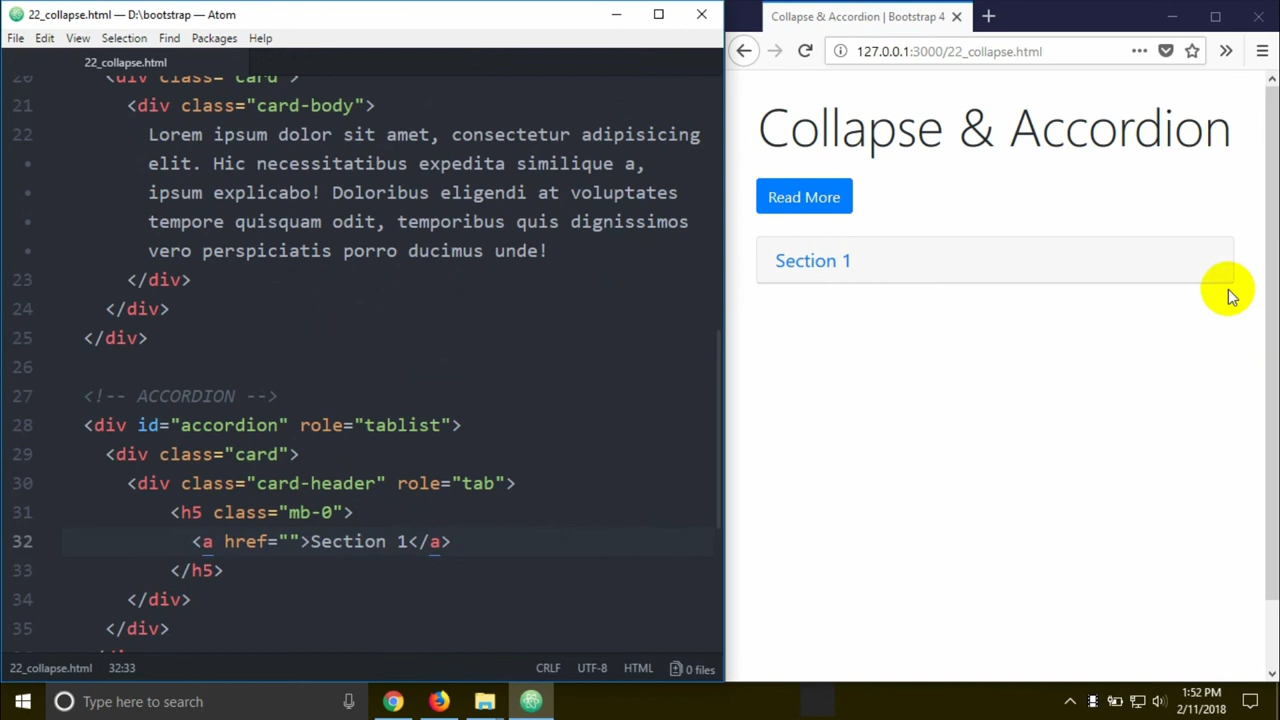 22_collapse.html — D:\bootstrap — Atom
File Edit View Selection Find Packages Help
22_collapse.html
20 <div class="card">
21 <div class="card-body">
22 Lorem ipsum dolor sit amet, consectetur adipisicing
• elit. Hic necessitatibus expedita similique a,
• ipsum explicabo! Doloribus eligendi at voluptates
• tempore quisquam odit, temporibus quis dignissimos
• vero perspiciatis porro ducimus unde!
23 </div>
24 </div>
25 </div>
26
27 <!-- ACCORDION -->
28 <div id="accordion" role="tablist">
29 <div class="card">
30 <div class="card-header" role="tab">
31 <h5 class="mb-0">
32 <a href="">Section 1</a>
33 </h5>
34 </div>
35 </div>
22_collapse.html 32:33 CRLF UTF-8 HTML 0 files
Collapse & Accordion | Bootstrap 4
127.0.0.1:3000/22_collapse.html
Collapse & Accordion
Read More
Section 1
Type here to search
1:52 PM
2/11/2018